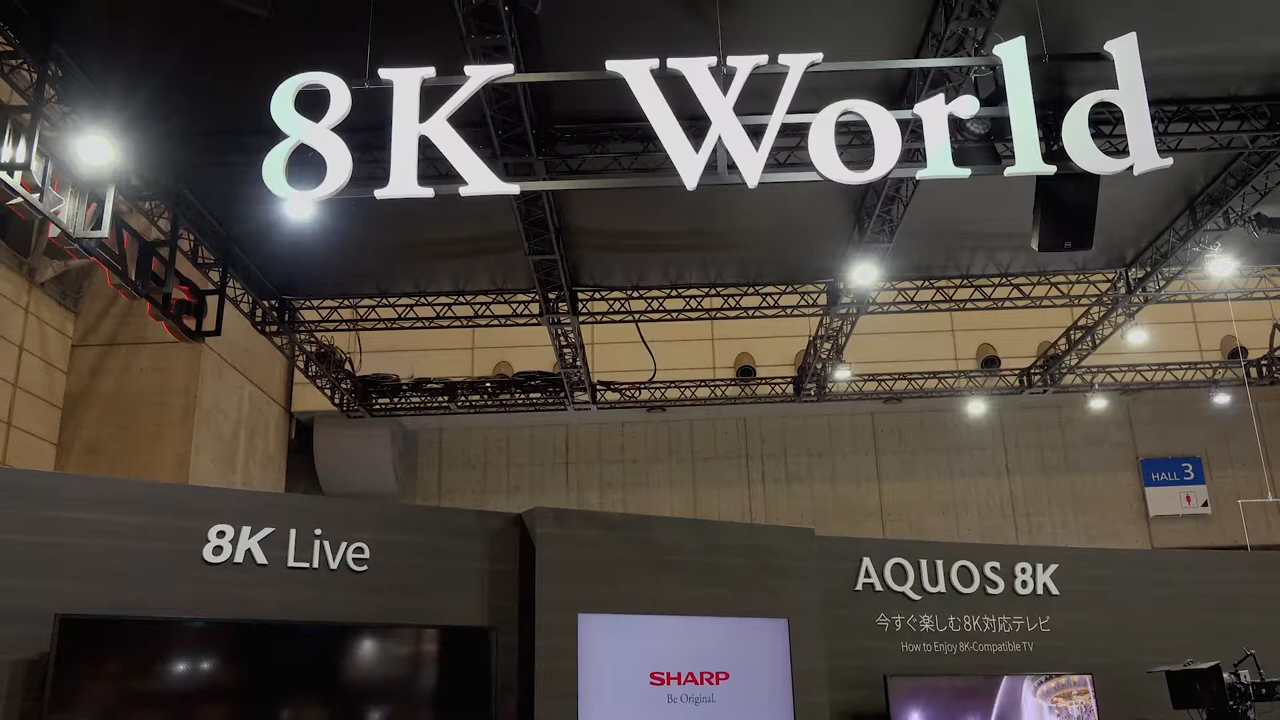 8K World
HALL 3
8K Live
AQUOS 8K
今すぐ楽しむ8K対応テレビ
How to Enjoy 8K-Compatible TV
SHARP
Be Original.